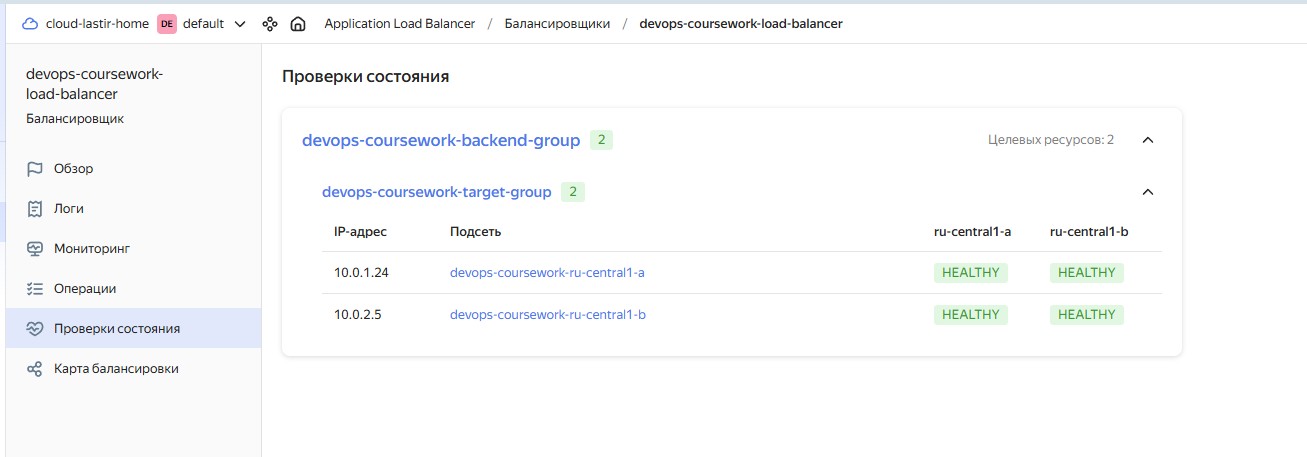 cloud-lastir-home DE default Application Load Balancer / Балансировщики / devops-coursework-load-balancer
devops-coursework-
load-balancer
Балансировщик
Обзор
Логи
Мониторинг
Операции
Проверки состояния
Карта балансировки
Проверки состояния
devops-coursework-backend-group 2 Целевых ресурсов: 2
devops-coursework-target-group 2
IP-адрес Подсеть ru-central1-a ru-central1-b
10.0.1.24 devops-coursework-ru-central1-a HEALTHY HEALTHY
10.0.2.5 devops-coursework-ru-central1-b HEALTHY HEALTHY